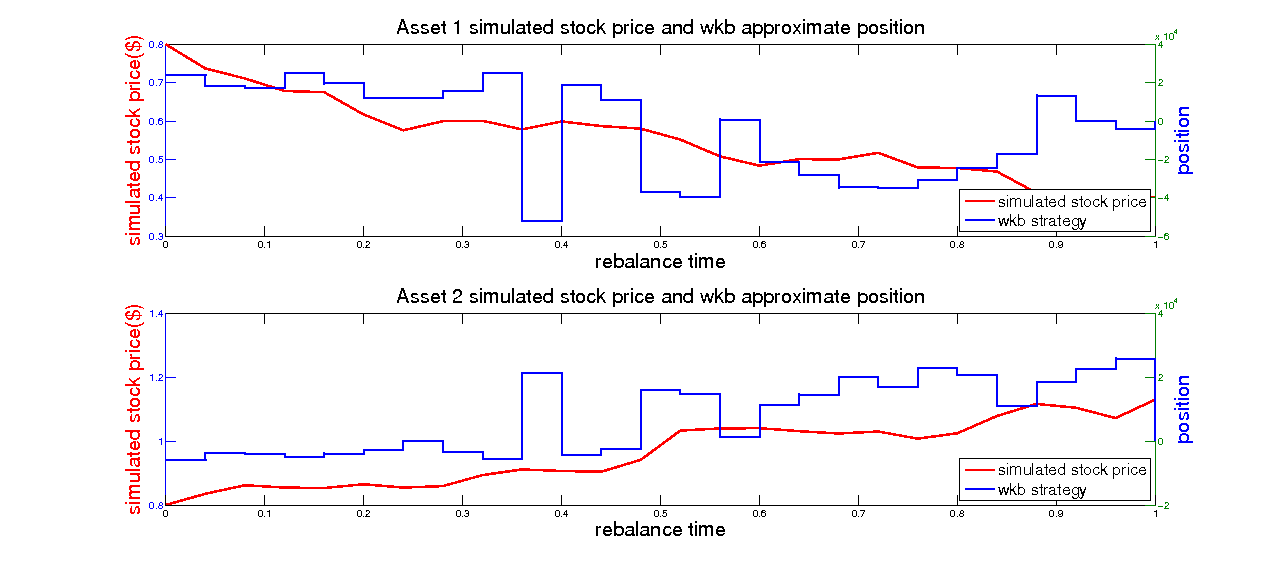 Asset 1 simulated stock price and wkb approximate position
x 10^4
simulated stock price($)
0.8
0.7
0.6
0.5
0.4
0.3
4
2
0
-2
-4
-6
position
simulated stock price
wkb strategy
0 0.1 0.2 0.3 0.4 0.5 0.6 0.7 0.8 0.9 1
rebalance time
Asset 2 simulated stock price and wkb approximate position
x 10^4
simulated stock price($)
1.4
1.2
1
0.8
4
2
0
-2
position
simulated stock price
wkb strategy
0 0.1 0.2 0.3 0.4 0.5 0.6 0.7 0.8 0.9 1
rebalance time